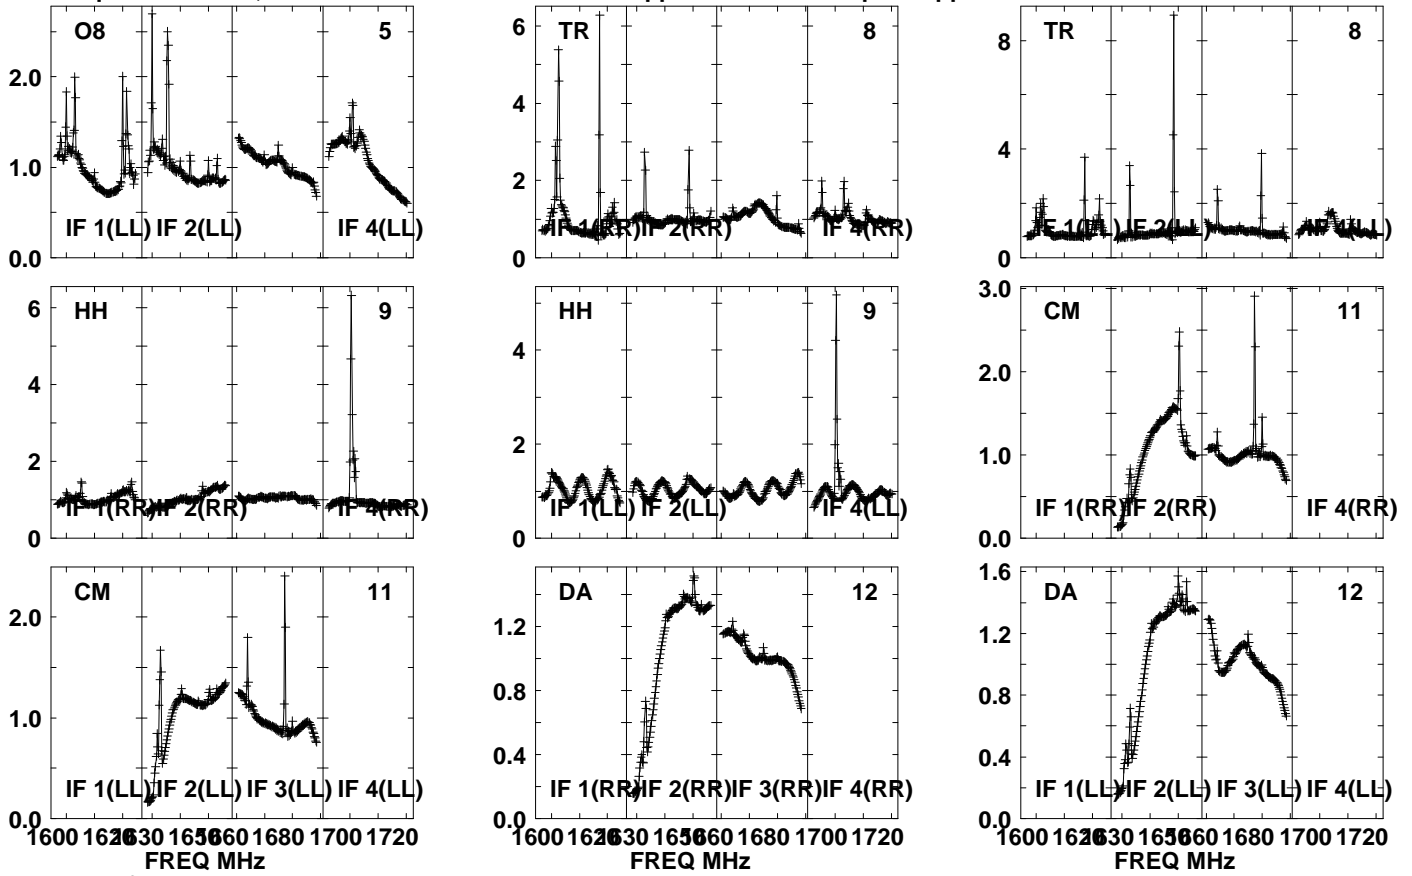 O8 5
2.0
1.0
0.0
IF 1(LL) IF 2(LL) IF 4(LL)
TR 8
6
4
2
0
IF 1(RR) IF 2(RR) IF 4(RR)
TR 8
8
4
0
IF 1(LL) IF 2(LL) IF 4(LL)
HH 9
6
4
2
0
IF 1(RR) IF 2(RR) IF 4(RR)
HH 9
4
2
0
IF 1(LL) IF 2(LL) IF 4(LL)
CM 11
3.0
2.0
1.0
0.0
IF 1(RR) IF 2(RR) IF 4(RR)
CM 11
2.0
1.0
0.0
IF 1(LL) IF 2(LL) IF 3(LL) IF 4(LL)
1600 1620 1630 1650 1660 1700 1720
FREQ MHz
DA 12
1.2
0.8
0.4
0.0
IF 1(RR) IF 2(RR) IF 3(RR) IF 4(RR)
1600 1620 1630 1650 1660 1680 1700 1720
FREQ MHz
DA 12
1.6
1.2
0.8
0.4
0.0
IF 1(LL) IF 2(LL) IF 3(LL) IF 4(LL)
1600 1620 1630 1650 1660 1680 1700 1720
FREQ MHz